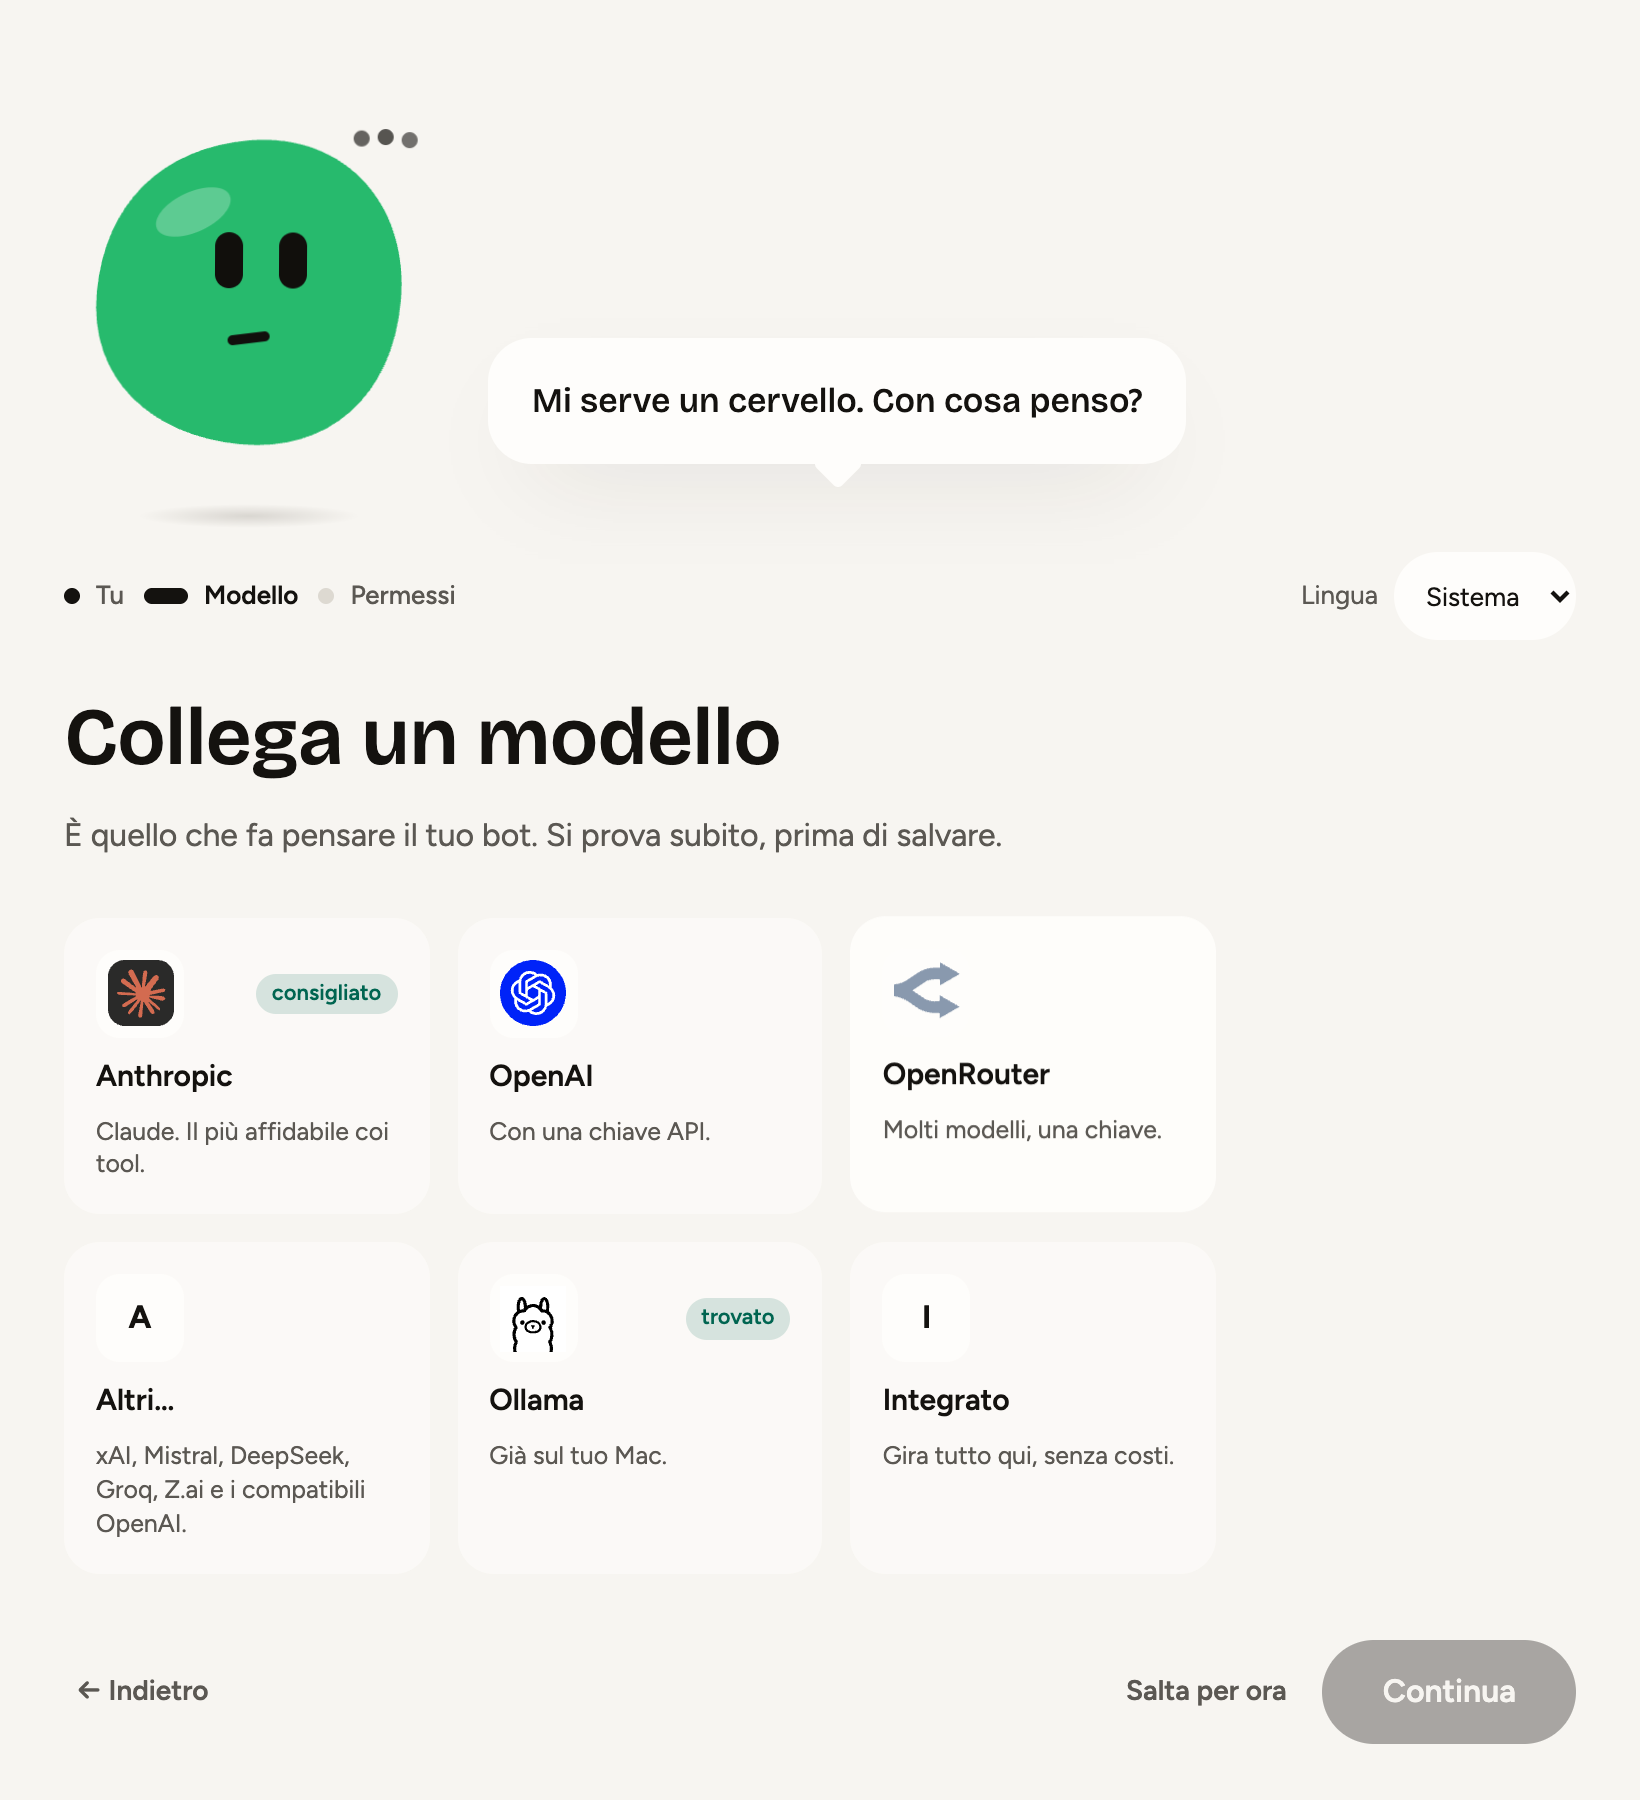 Mi serve un cervello. Con cosa penso?
Tu
Modello
Permessi
Lingua
Sistema
Collega un modello
È quello che fa pensare il tuo bot. Si prova subito, prima di salvare.
consigliato
Anthropic
Claude. Il più affidabile coi
tool.
OpenAI
Con una chiave API.
OpenRouter
Molti modelli, una chiave.
A
Altri...
xAI, Mistral, DeepSeek,
Groq, Z.ai e i compatibili
OpenAI.
trovato
Ollama
Già sul tuo Mac.
I
Integrato
Gira tutto qui, senza costi.
← Indietro
Salta per ora
Continua